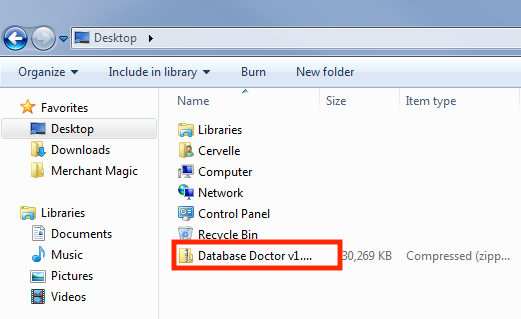 Desktop
Organize Include in library Burn New folder
Name Size Item type
Favorites
Desktop
Downloads
Merchant Magic
Libraries
Documents
Music
Pictures
Videos
Libraries
Cervelle
Computer
Network
Control Panel
Recycle Bin
Database Doctor v1.... 30,269 KB Compressed (zipp...